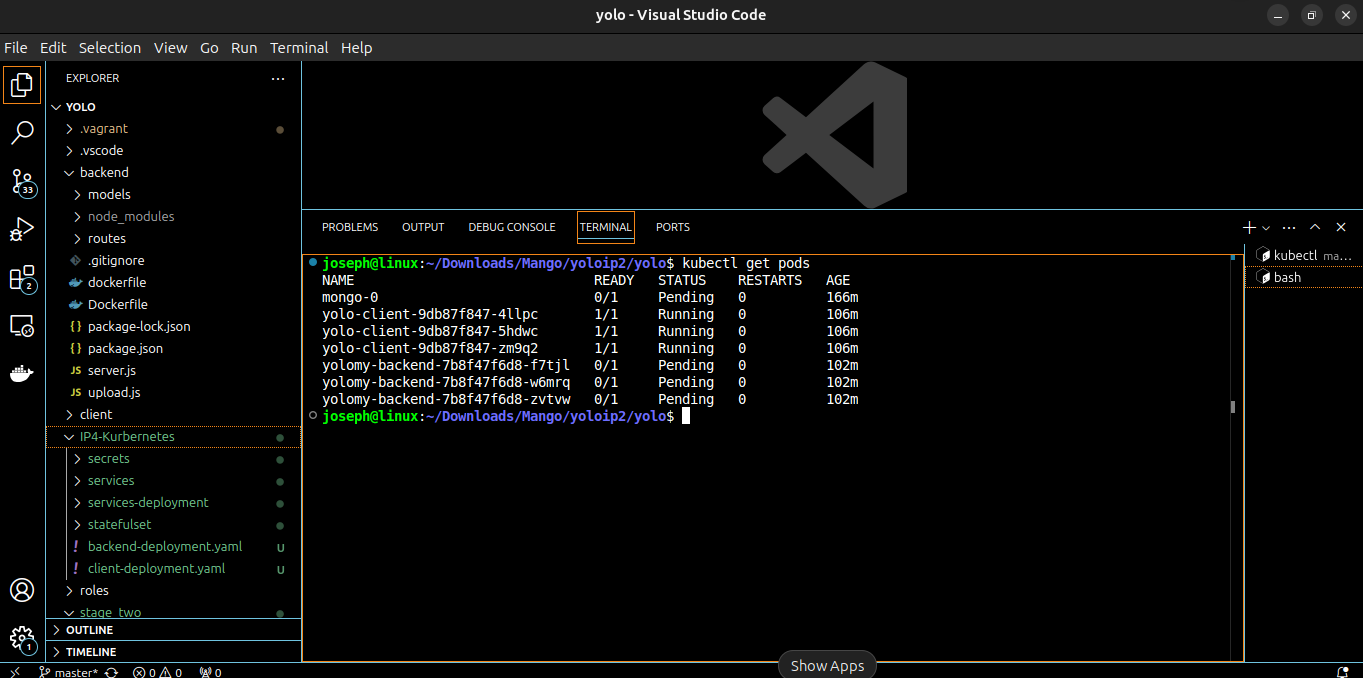 yolo - Visual Studio Code
File Edit Selection View Go Run Terminal Help
EXPLORER
YOLO
.vagrant
.vscode
backend
models
node_modules
routes
.gitignore
dockerfile
Dockerfile
{} package-lock.json
{} package.json
JS server.js
JS upload.js
client
IP4-Kurbernetes
secrets
services
services-deployment
statefulset
! backend-deployment.yaml U
! client-deployment.yaml U
roles
stage_two
OUTLINE
TIMELINE
33
2
1
PROBLEMS OUTPUT DEBUG CONSOLE TERMINAL PORTS
joseph@linux:~/Downloads/Mango/yoloip2/yolo$ kubectl get pods
NAME READY STATUS RESTARTS AGE
mongo-0 0/1 Pending 0 166m
yolo-client-9db87f847-4llpc 1/1 Running 0 106m
yolo-client-9db87f847-5hdwc 1/1 Running 0 106m
yolo-client-9db87f847-zm9q2 1/1 Running 0 106m
yolomy-backend-7b8f47f6d8-f7tjl 0/1 Pending 0 102m
yolomy-backend-7b8f47f6d8-w6mrq 0/1 Pending 0 102m
yolomy-backend-7b8f47f6d8-zvtvw 0/1 Pending 0 102m
joseph@linux:~/Downloads/Mango/yoloip2/yolo$
kubectl ma...
bash
master* 0 0 0
Show Apps